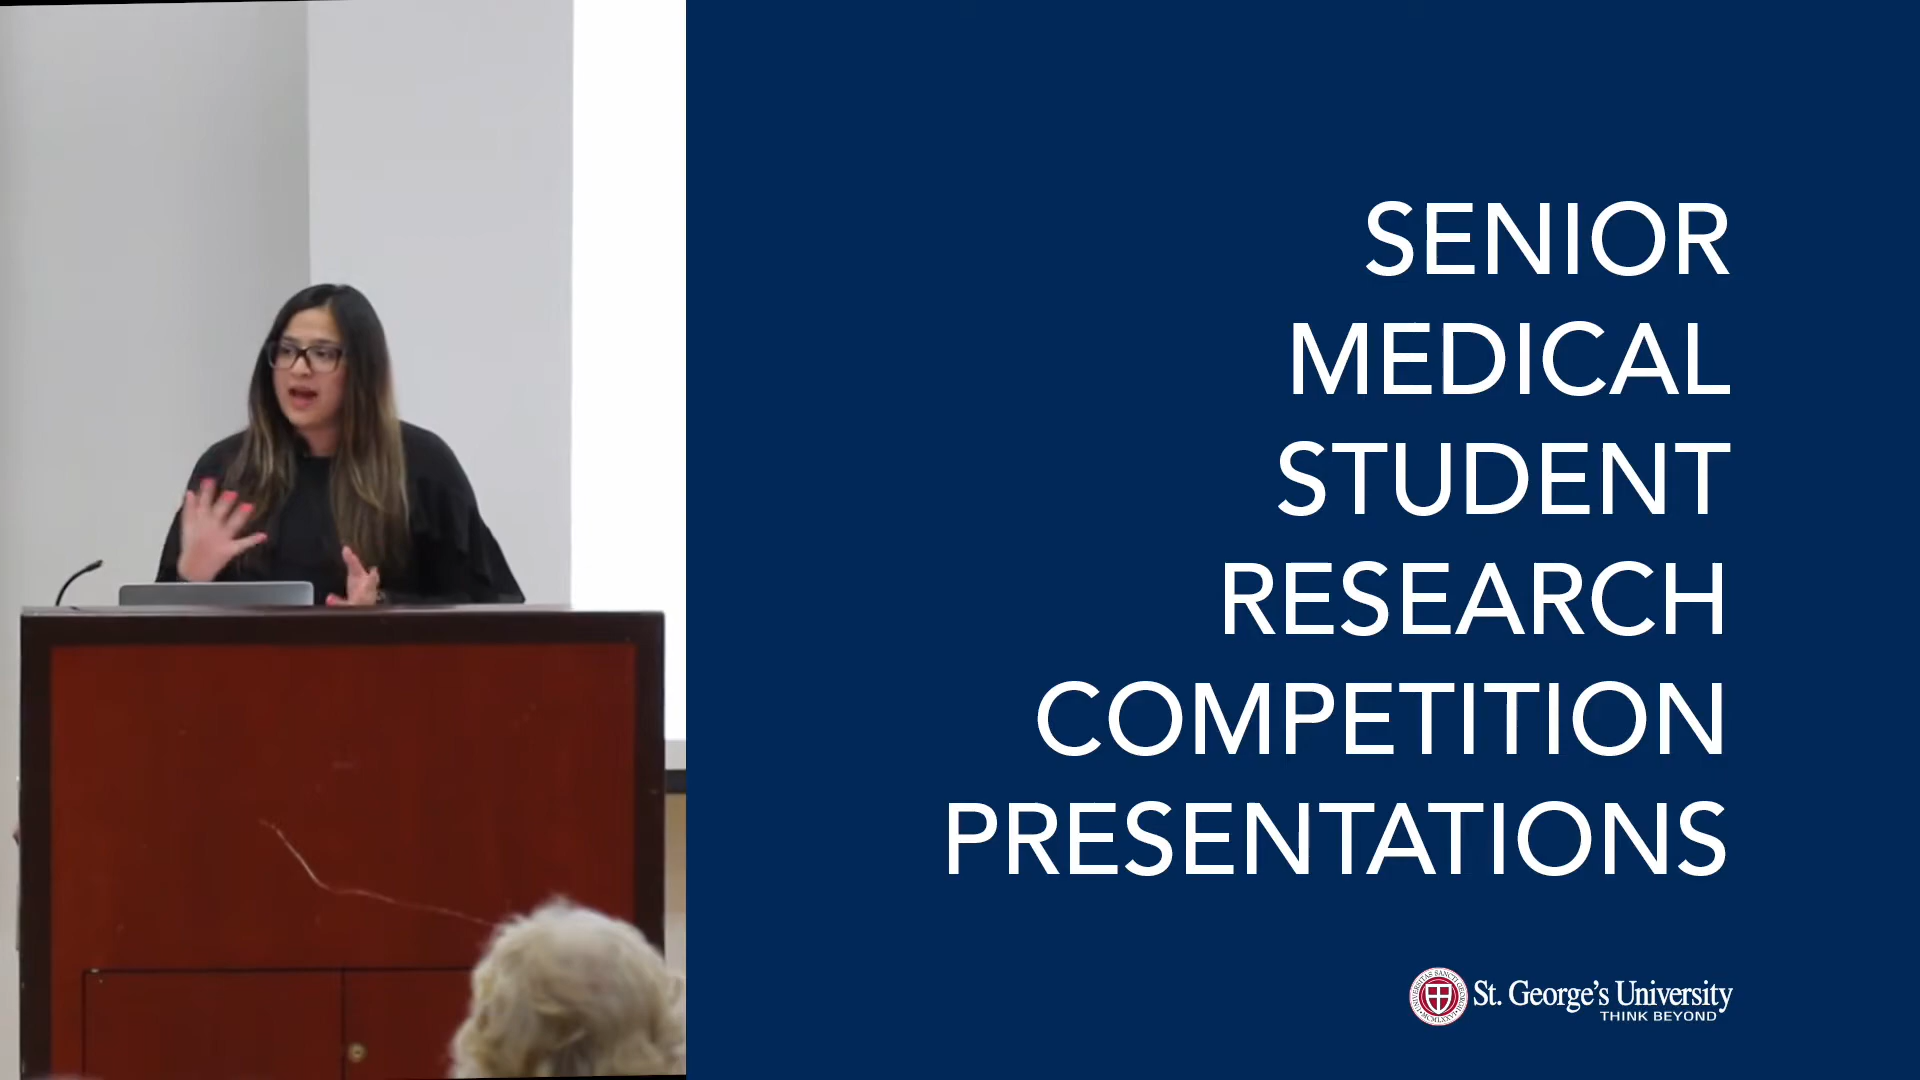 SENIOR
MEDICAL
STUDENT
RESEARCH
COMPETITION
PRESENTATIONS
St. George's University
THINK BEYOND